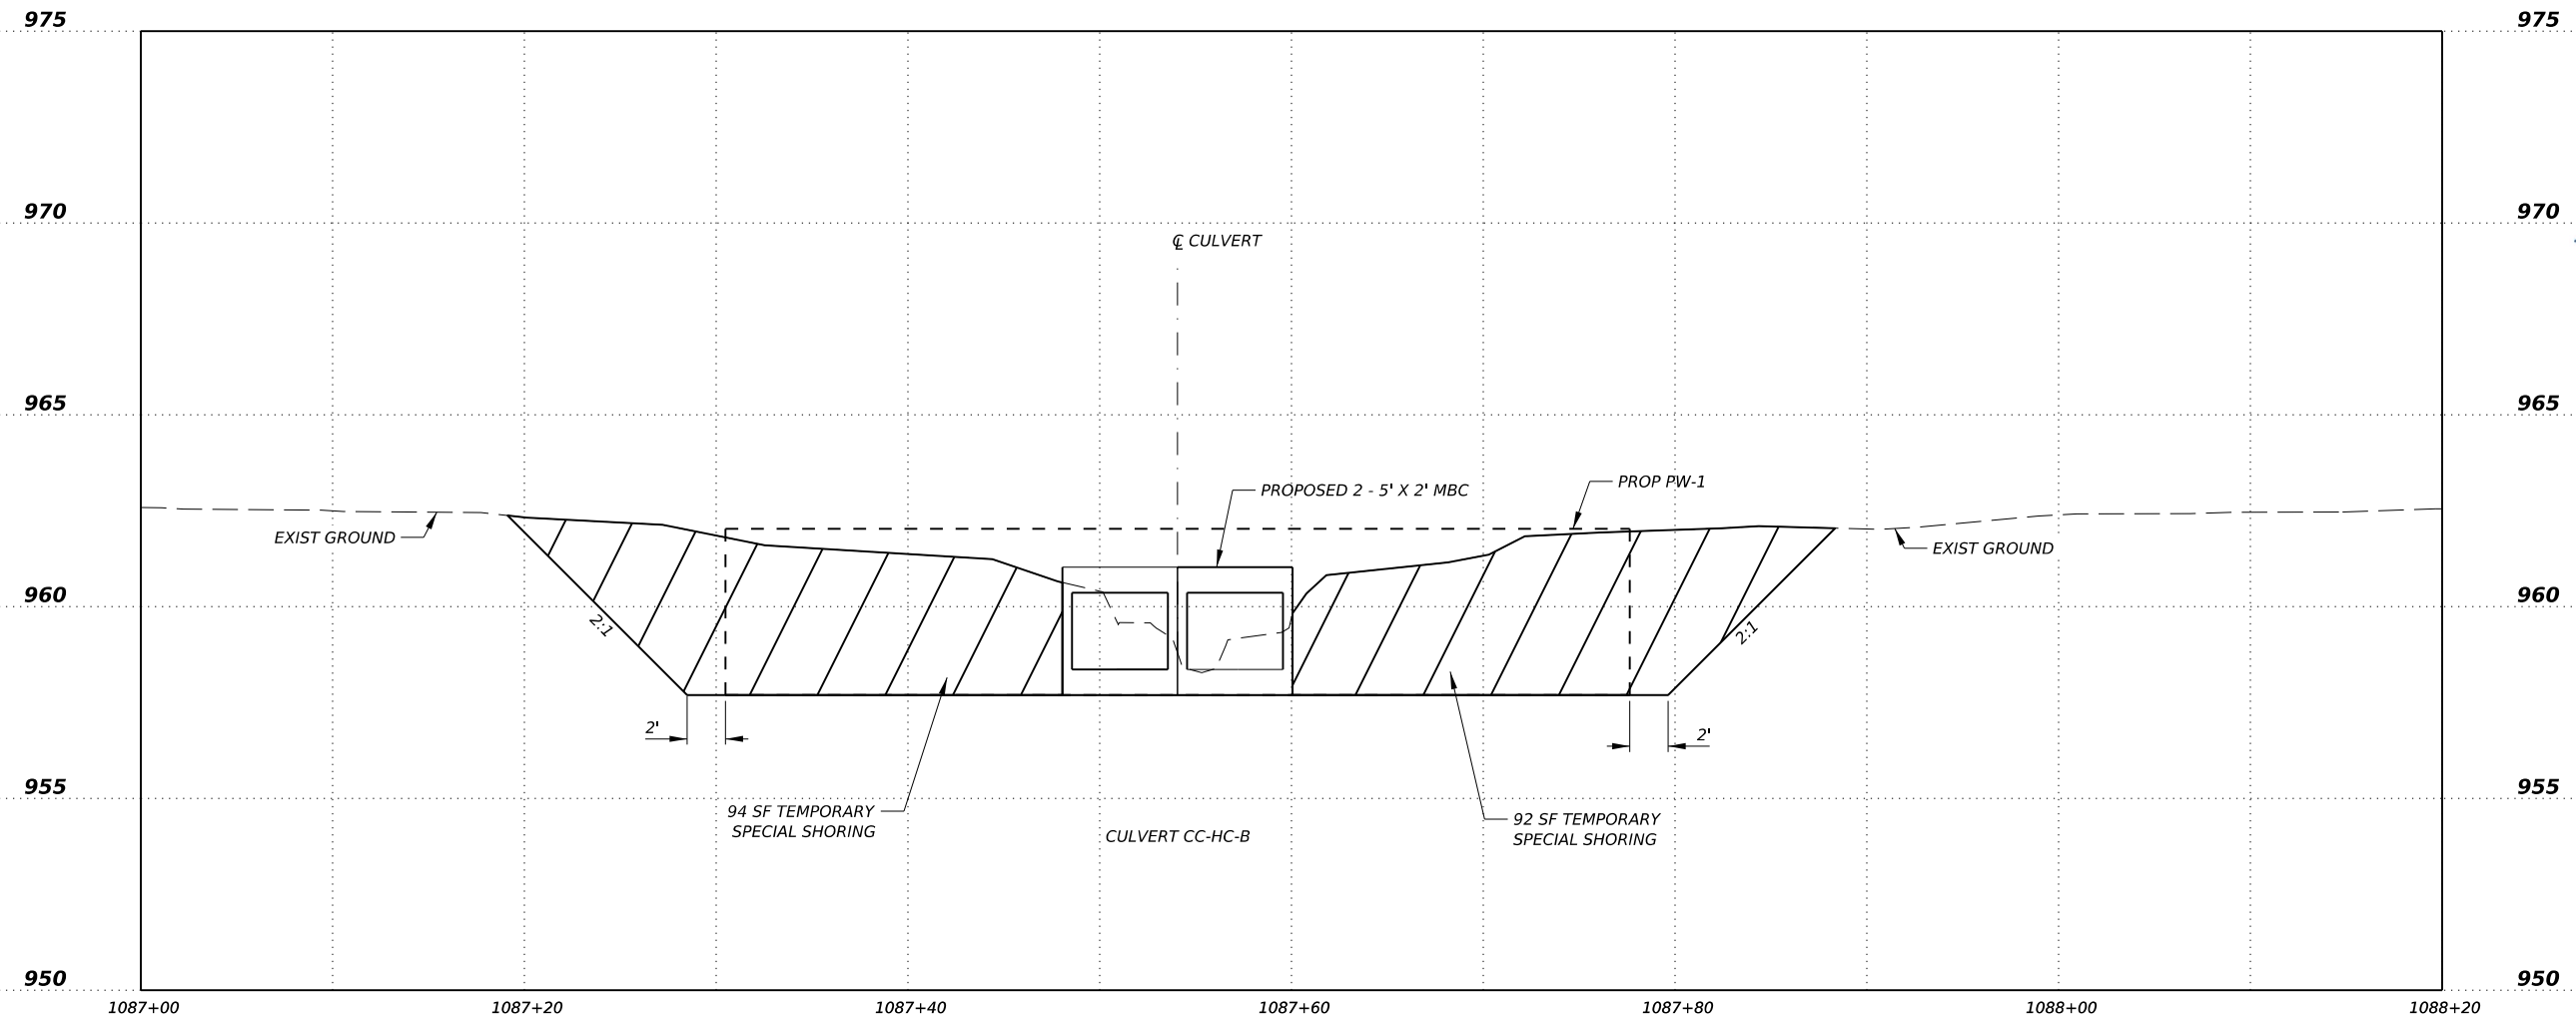 975
975
970
970
℄ CULVERT
965
965
PROP PW-1
PROPOSED 2 - 5' X 2' MBC
EXIST GROUND
EXIST GROUND
960
960
2:1
2:1
2'
2'
955
955
94 SF TEMPORARY
SPECIAL SHORING
92 SF TEMPORARY
SPECIAL SHORING
CULVERT CC-HC-B
950
950
1087+00
1087+20
1087+40
1087+60
1087+80
1088+00
1088+20